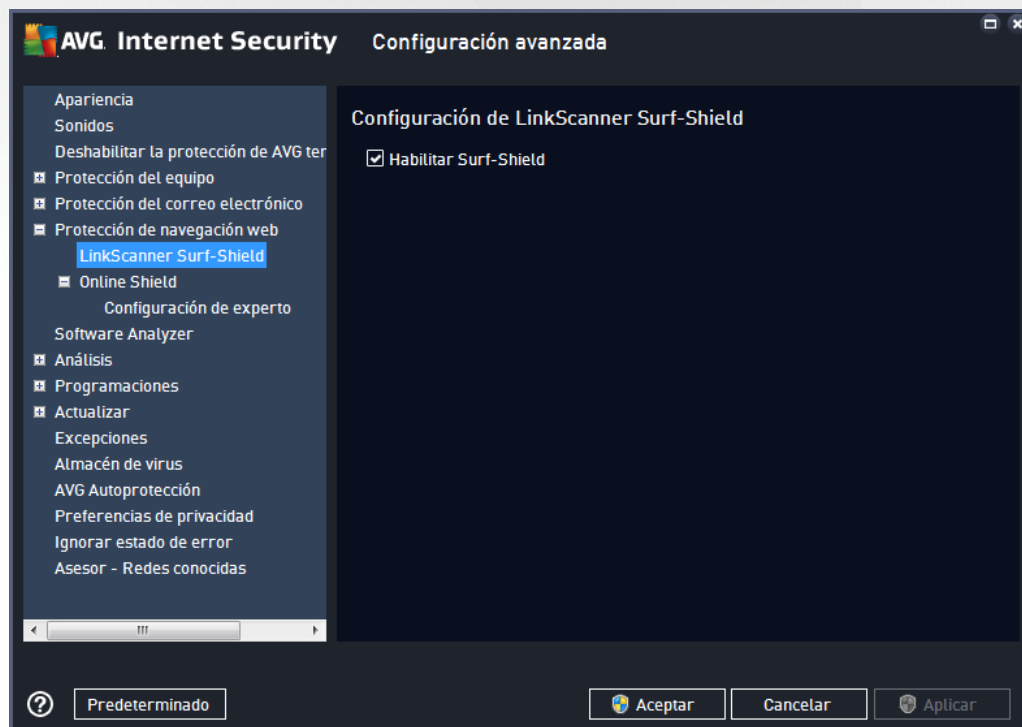 AVG. Internet Security Configuración avanzada
Apariencia
Sonidos
Deshabilitar la protección de AVG ter
Protección del equipo
Protección del correo electrónico
Protección de navegación web
LinkScanner Surf-Shield
Online Shield
Configuración de experto
Software Analyzer
Análisis
Programaciones
Actualizar
Excepciones
Almacén de virus
AVG Autoprotección
Preferencias de privacidad
Ignorar estado de error
Asesor - Redes conocidas
Configuración de LinkScanner Surf-Shield
Habilitar Surf-Shield
Predeterminado
Aceptar
Cancelar
Aplicar